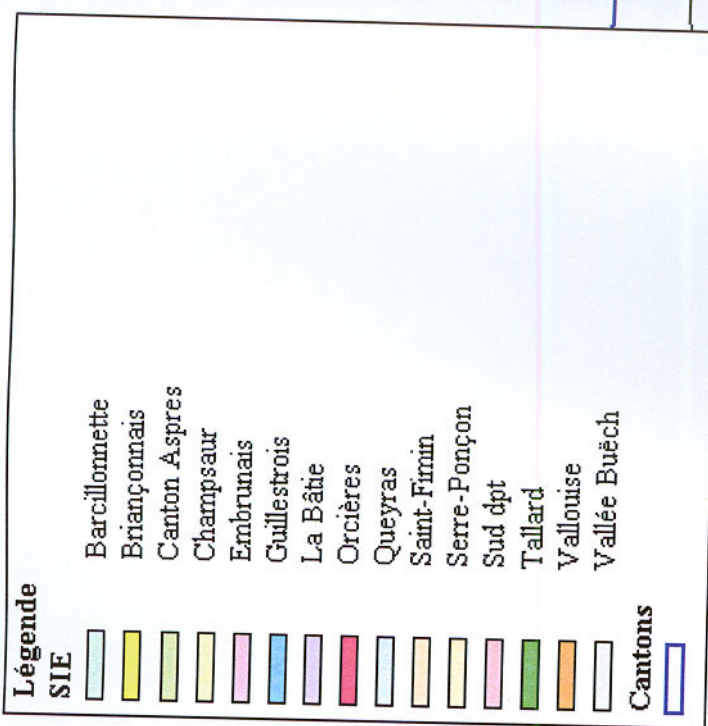 Légende
SIE
Barcillonnette
Briançonnais
Canton Aspres
Champsaur
Embrunais
Guillestrois
La Bâtie
Orcières
Queyras
Saint-Fimin
Serre-Ponçon
Sud dpt
Tallard
Vallouise
Vallée Buëch
Cantons